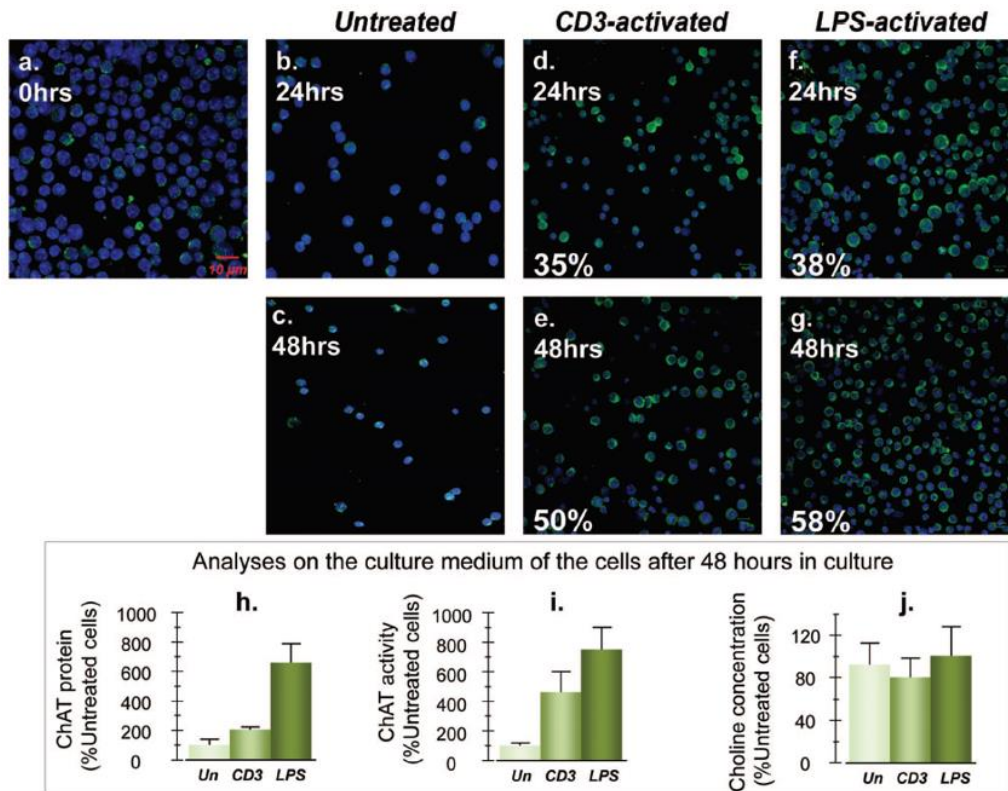 Untreated CD3-activated LPS-activated
a.
0hrs
10 μm
b.
24hrs
d.
24hrs
35%
f.
24hrs
38%
c.
48hrs
e.
48hrs
50%
g.
48hrs
58%
Analyses on the culture medium of the cells after 48 hours in culture
h.
ChAT protein
(%Untreated cells)
1000
800
600
400
200
0
Un CD3 LPS
i.
ChAT activity
(%Untreated cells)
1000
800
600
400
200
0
Un CD3 LPS
j.
Choline concentration
(%Untreated cells)
120
80
40
0
Un CD3 LPS